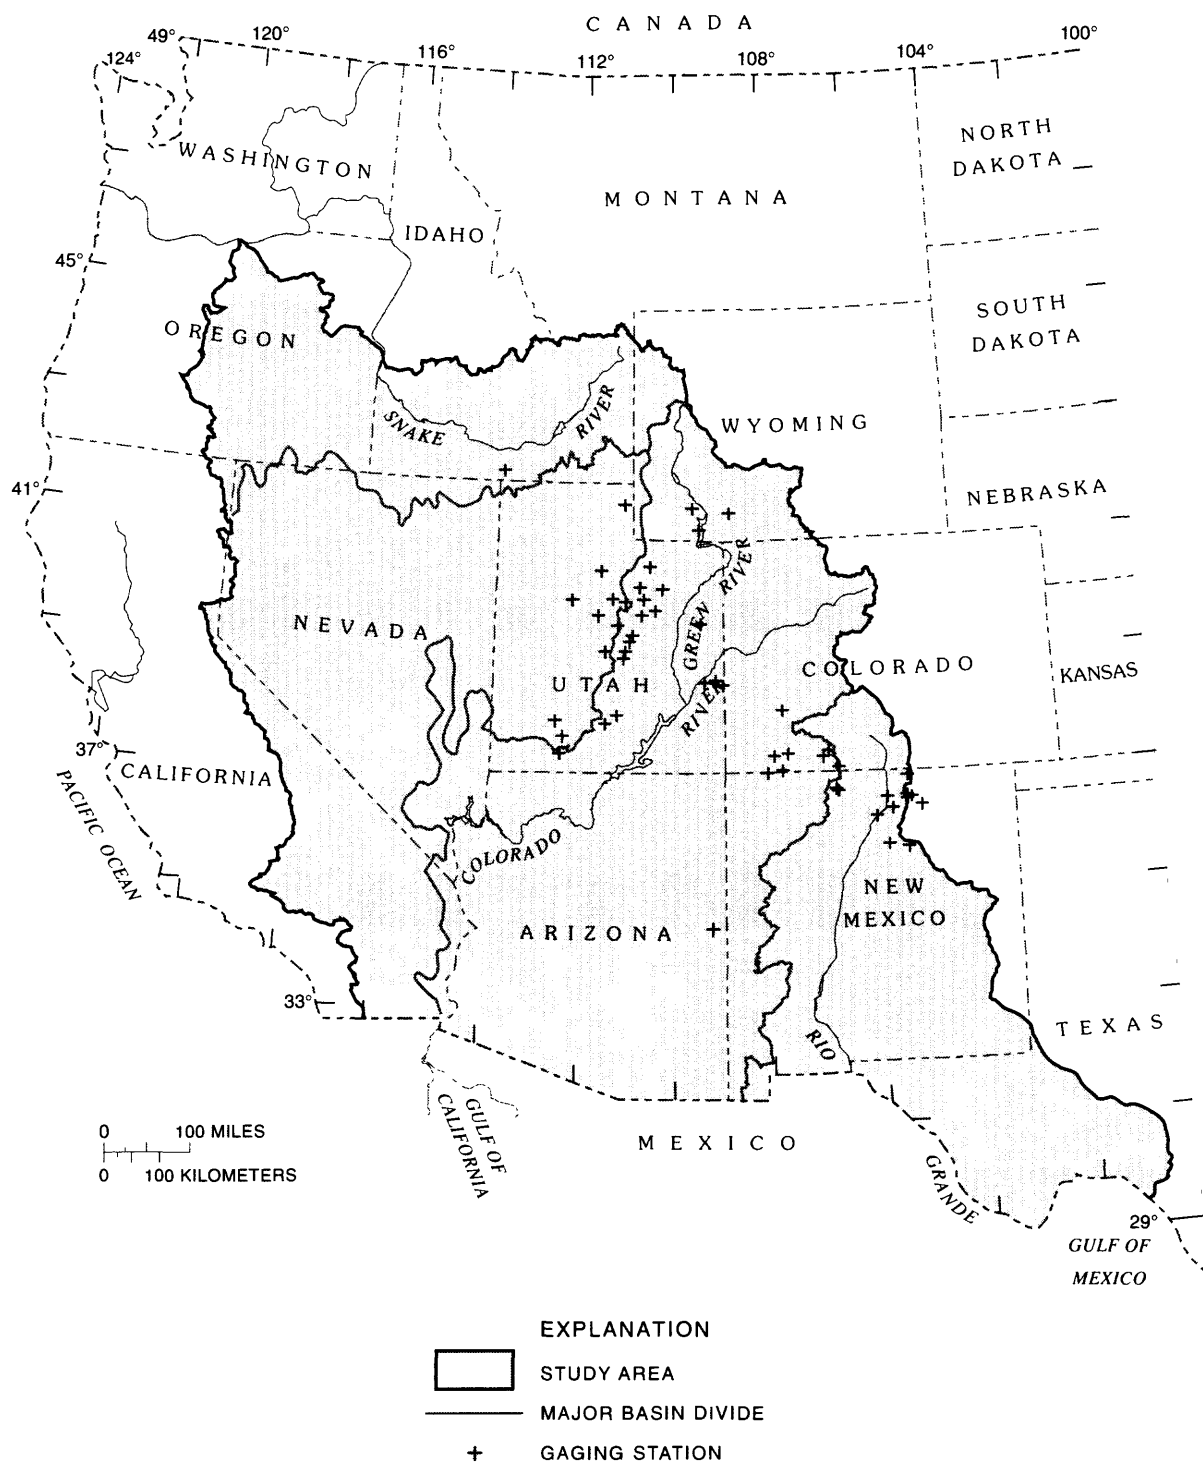 CANADA
49°
120°
124°
116°
112°
108°
104°
100°
WASHINGTON
NORTH
DAKOTA
MONTANA
IDAHO
45°
OREGON
SOUTH
DAKOTA
SNAKE
RIVER
WYOMING
41°
NEBRASKA
NEVADA
GREEN
RIVER
UTAH
COLORADO
KANSAS
RIVER
37°
CALIFORNIA
PACIFIC OCEAN
COLORADO
NEW
MEXICO
ARIZONA
33°
RIO
TEXAS
GULF OF
CALIFORNIA
MEXICO
GRANDE
0 100 MILES
0 100 KILOMETERS
29°
GULF OF
MEXICO
EXPLANATION
STUDY AREA
MAJOR BASIN DIVIDE
GAGING STATION